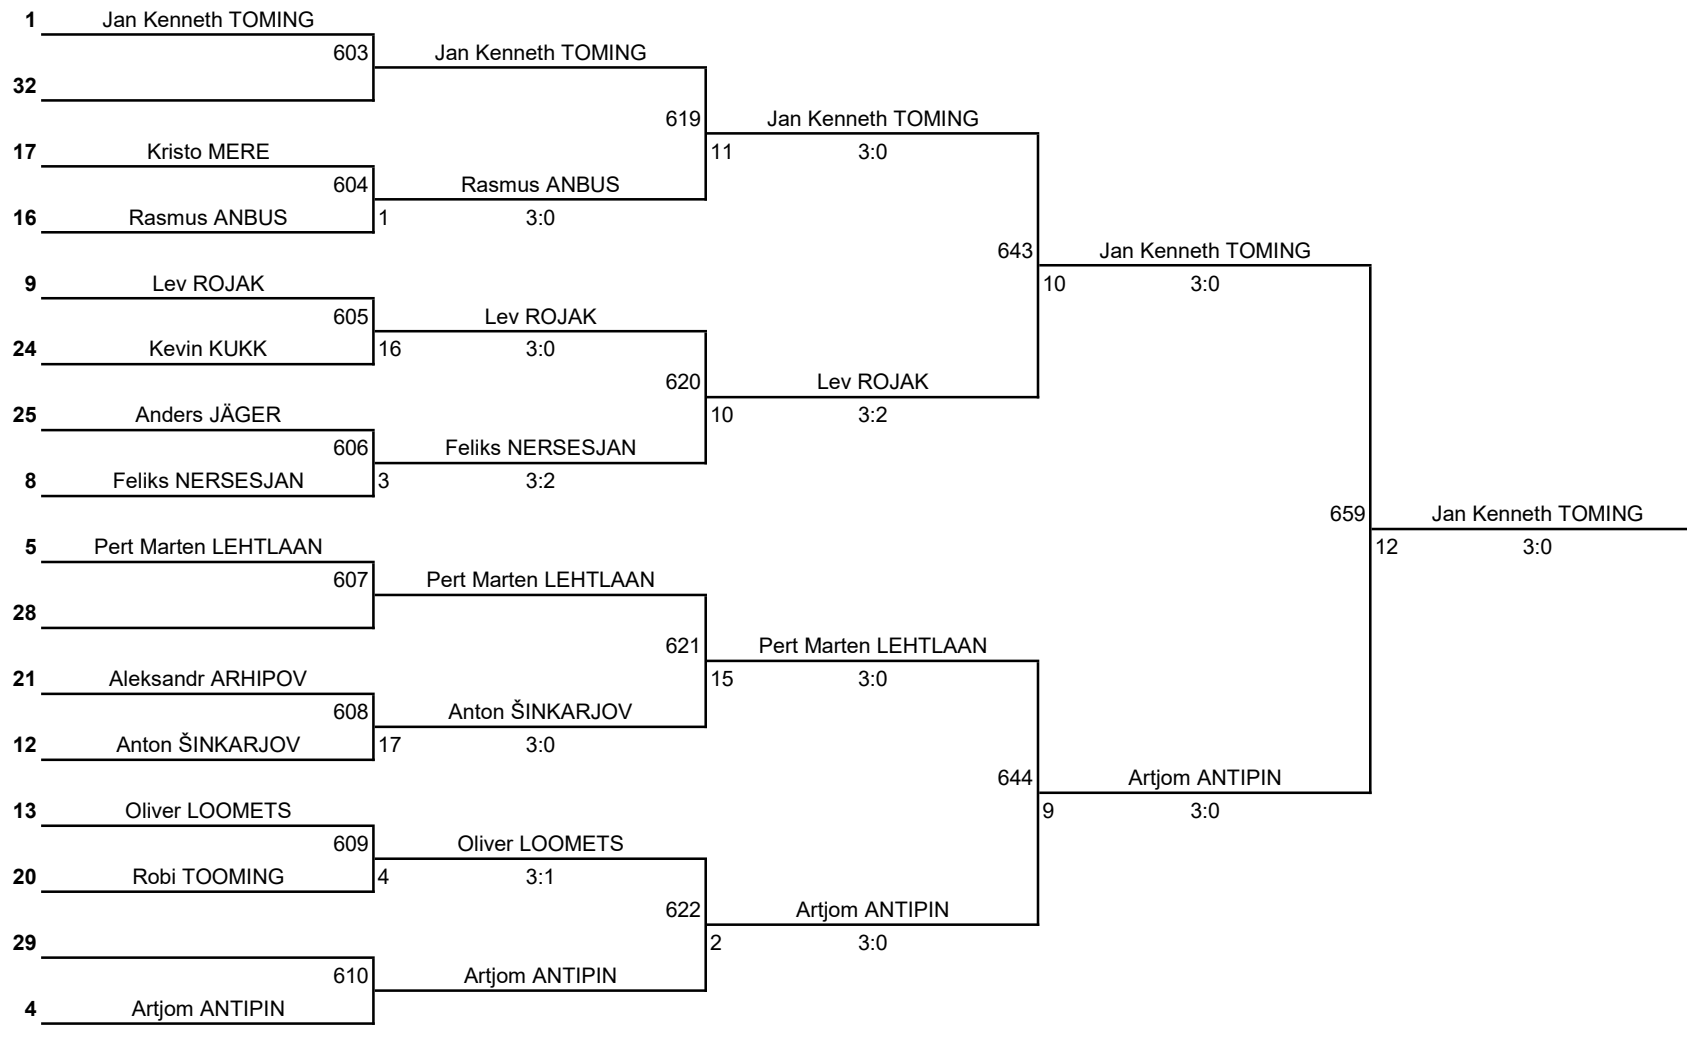 1 Jan Kenneth TOMING
603 Jan Kenneth TOMING
32
619 Jan Kenneth TOMING
17 Kristo MERE 11 3:0
604 Rasmus ANBUS
16 Rasmus ANBUS 1 3:0
643 Jan Kenneth TOMING
9 Lev ROJAK 10 3:0
605 Lev ROJAK
24 Kevin KUKK 16 3:0
620 Lev ROJAK
25 Anders JÄGER 10 3:2
606 Feliks NERSESJAN
8 Feliks NERSESJAN 3 3:2
659 Jan Kenneth TOMING
5 Pert Marten LEHTLAAN 12 3:0
607 Pert Marten LEHTLAAN
28
621 Pert Marten LEHTLAAN
21 Aleksandr ARHIPOV 15 3:0
608 Anton ŠINKARJOV
12 Anton ŠINKARJOV 17 3:0
644 Artjom ANTIPIN
13 Oliver LOOMETS 9 3:0
609 Oliver LOOMETS
20 Robi TOOMING 4 3:1
622 Artjom ANTIPIN
29 2 3:0
610 Artjom ANTIPIN
4 Artjom ANTIPIN